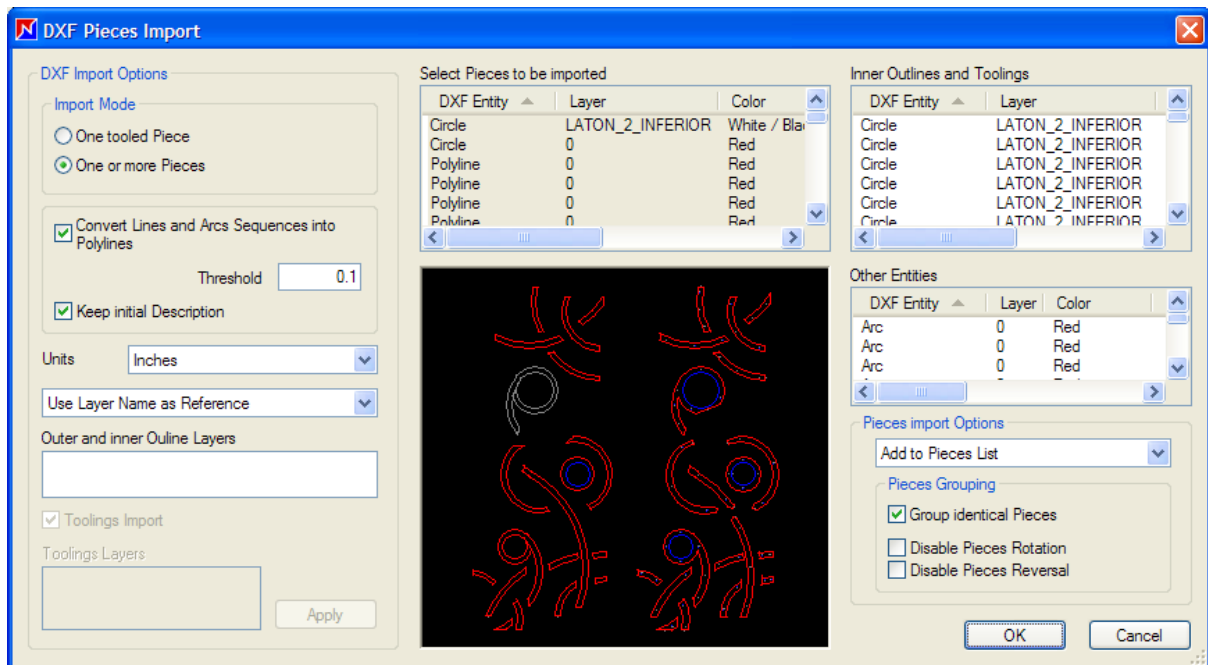 DXF Pieces Import
DXF Import Options
Import Mode
One tooled Piece
One or more Pieces
Convert Lines and Arcs Sequences into
Polylines
Threshold 0.1
Keep initial Description
Units Inches
Use Layer Name as Reference
Outer and inner Ouline Layers
Toolings Import
Toolings Layers
Apply
Select Pieces to be imported
DXF Entity Layer Color
Circle LATON_2_INFERIOR White / Bla
Circle 0 Red
Polyline 0 Red
Polyline 0 Red
Polyline 0 Red
Polyline 0 Red
Inner Outlines and Toolings
DXF Entity Layer
Circle LATON_2_INFERIOR
Circle LATON_2_INFERIOR
Circle LATON_2_INFERIOR
Circle LATON_2_INFERIOR
Circle LATON_2_INFERIOR
Circle LATON_2_INFERIOR
Other Entities
DXF Entity Layer Color
Arc 0 Red
Arc 0 Red
Arc 0 Red
Pieces import Options
Add to Pieces List
Pieces Grouping
Group identical Pieces
Disable Pieces Rotation
Disable Pieces Reversal
OK Cancel